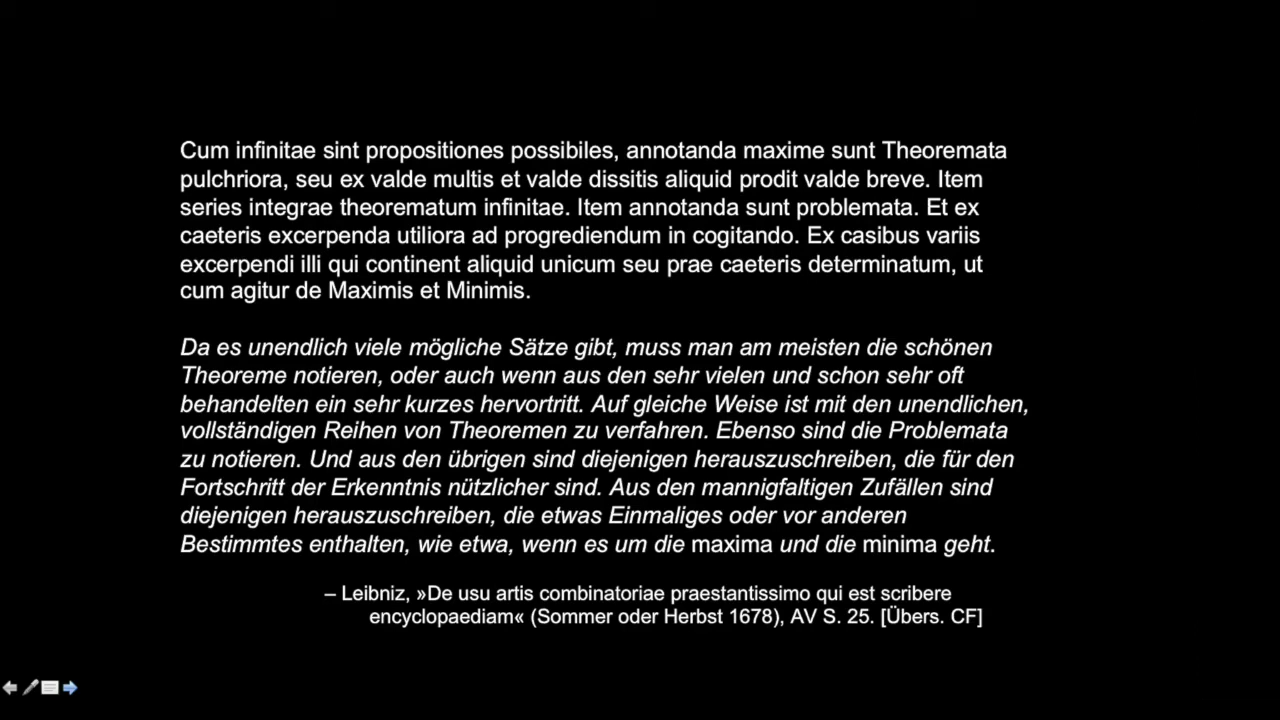 Cum infinitae sint propositiones possibiles, annotanda maxime sunt Theoremata
pulchriora, seu ex valde multis et valde dissitis aliquid prodit valde breve. Item
series integrae theorematum infinitae. Item annotanda sunt problemata. Et ex
caeteris excerpenda utiliora ad progrediendum in cogitando. Ex casibus variis
excerpendi illi qui continent aliquid unicum seu prae caeteris determinatum, ut
cum agitur de Maximis et Minimis.
Da es unendlich viele mögliche Sätze gibt, muss man am meisten die schönen
Theoreme notieren, oder auch wenn aus den sehr vielen und schon sehr oft
behandelten ein sehr kurzes hervortritt. Auf gleiche Weise ist mit den unendlichen,
vollständigen Reihen von Theoremen zu verfahren. Ebenso sind die Problemata
zu notieren. Und aus den übrigen sind diejenigen herauszuschreiben, die für den
Fortschritt der Erkenntnis nützlicher sind. Aus den mannigfaltigen Zufällen sind
diejenigen herauszuschreiben, die etwas Einmaliges oder vor anderen
Bestimmtes enthalten, wie etwa, wenn es um die maxima und die minima geht.
– Leibniz, »De usu artis combinatoriae praestantissimo qui est scribere
encyclopaediam« (Sommer oder Herbst 1678), AV S. 25. [Übers. CF]